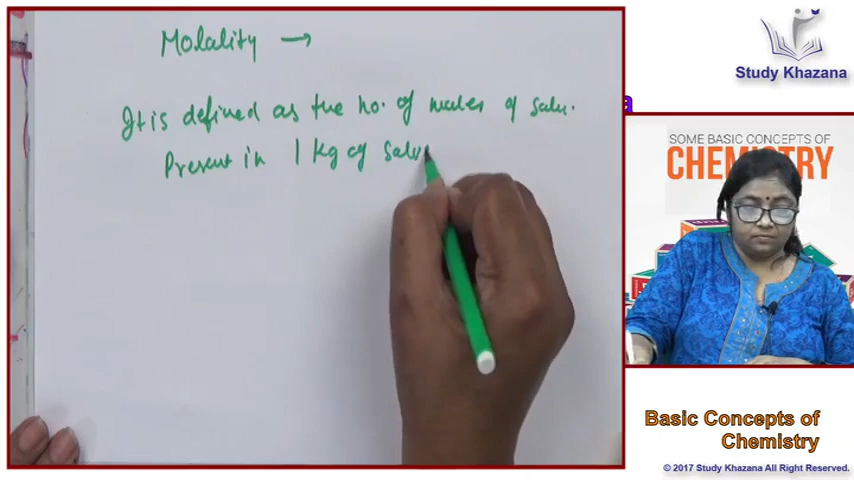 Molality →
It is defined as the no. of moles of solu.
Present in 1 kg of solv
Study Khazana
a
SOME BASIC CONCEPTS OF
CHEMISTRY
Basic Concepts of
Chemistry
© 2017 Study Khazana All Right Reserved.